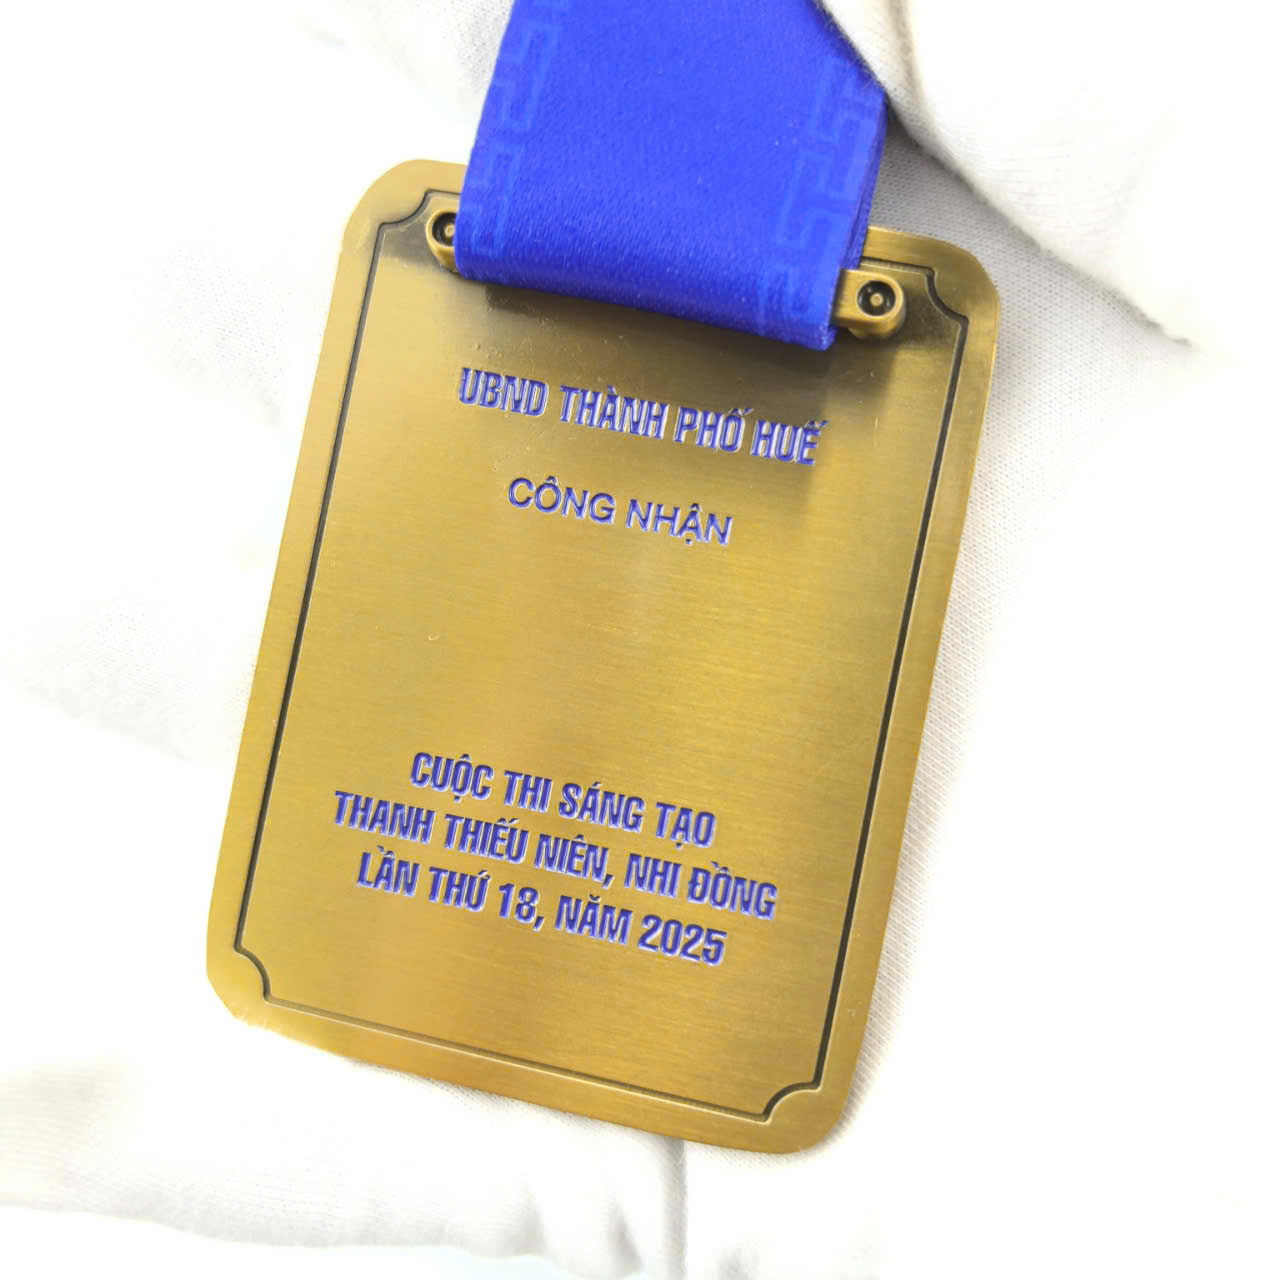 UBND THÀNH PHỐ HUẾ
CÔNG NHẬN
CUỘC THI SÁNG TẠO
THANH THIẾU NIÊN, NHI ĐỒNG
LẦN THỨ 18, NĂM 2025